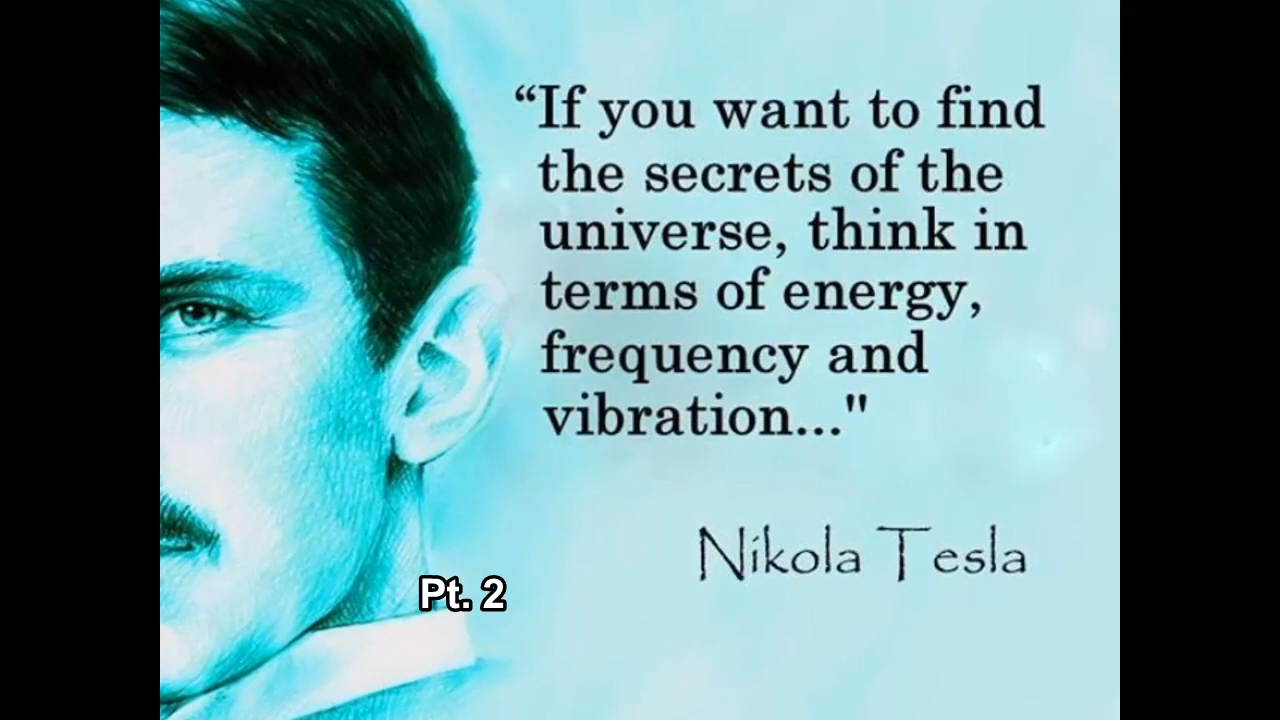 “If you want to find
the secrets of the
universe, think in
terms of energy,
frequency and
vibration..."
Nikola Tesla
Pt. 2